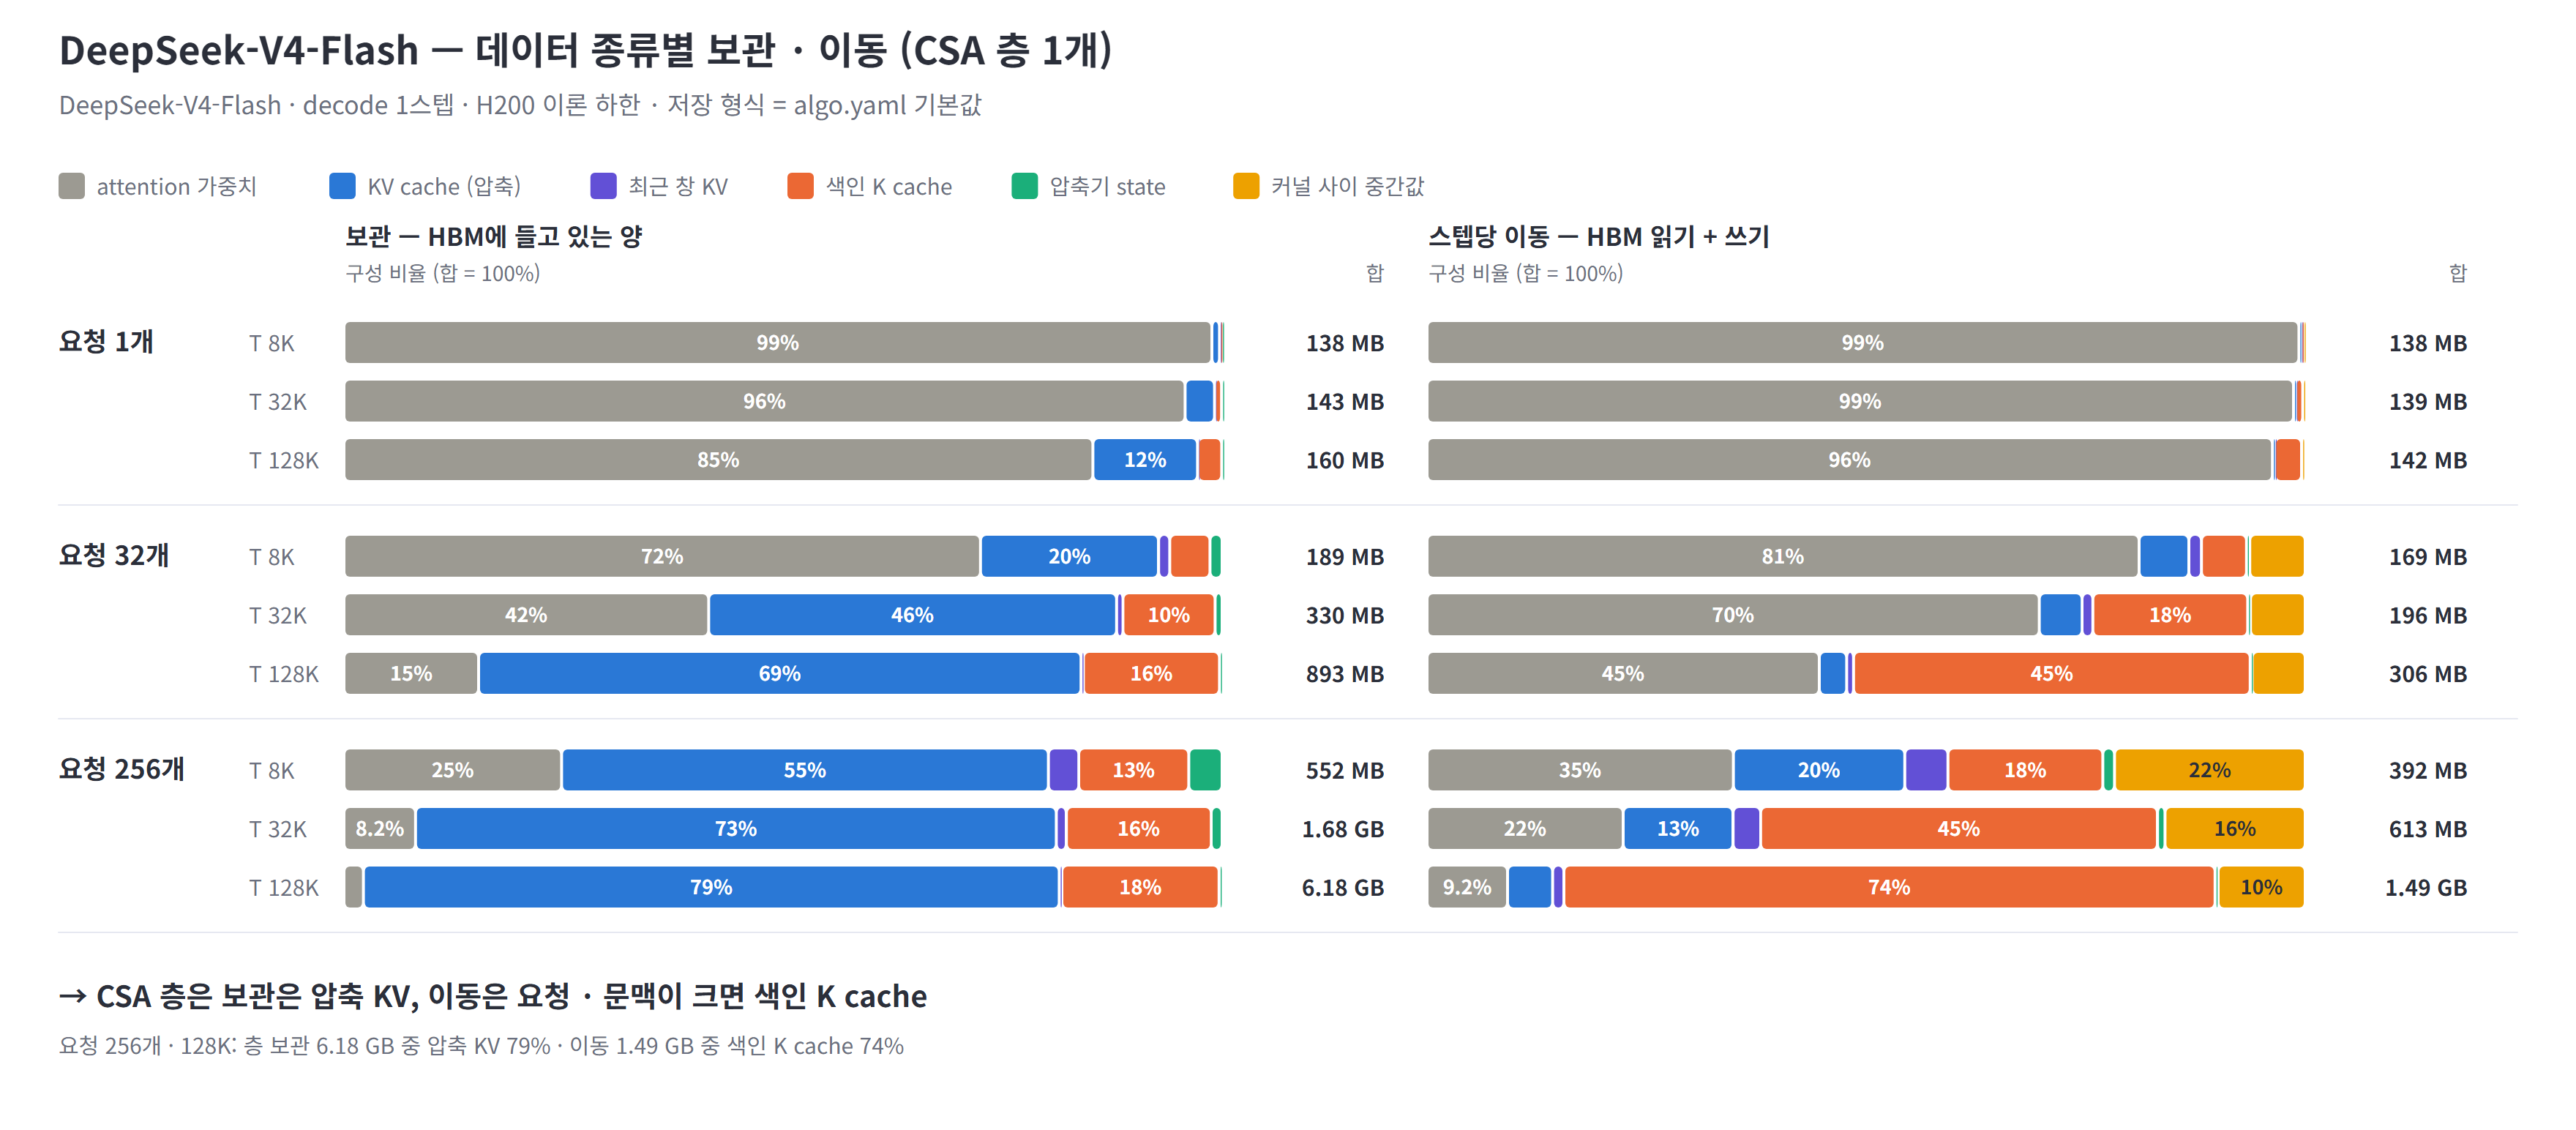 DeepSeek-V4-Flash — 데이터 종류별 보관 · 이동 (CSA 층 1개)
DeepSeek-V4-Flash · decode 1스텝 · H200 이론 하한 · 저장 형식 = algo.yaml 기본값
attention 가중치 KV cache (압축) 최근 창 KV 색인 K cache 압축기 state 커널 사이 중간값
보관 — HBM에 들고 있는 양 스텝당 이동 — HBM 읽기 + 쓰기
구성 비율 (합 = 100%) 합 구성 비율 (합 = 100%) 합
요청 1개 T 8K 99% 138 MB 99% 138 MB
T 32K 96% 143 MB 99% 139 MB
T 128K 85% 12% 160 MB 96% 142 MB
요청 32개 T 8K 72% 20% 189 MB 81% 169 MB
T 32K 42% 46% 10% 330 MB 70% 18% 196 MB
T 128K 15% 69% 16% 893 MB 45% 45% 306 MB
요청 256개 T 8K 25% 55% 13% 552 MB 35% 20% 18% 22% 392 MB
T 32K 8.2% 73% 16% 1.68 GB 22% 13% 45% 16% 613 MB
T 128K 79% 18% 6.18 GB 9.2% 74% 10% 1.49 GB
→ CSA 층은 보관은 압축 KV, 이동은 요청 · 문맥이 크면 색인 K cache
요청 256개 · 128K: 층 보관 6.18 GB 중 압축 KV 79% · 이동 1.49 GB 중 색인 K cache 74%